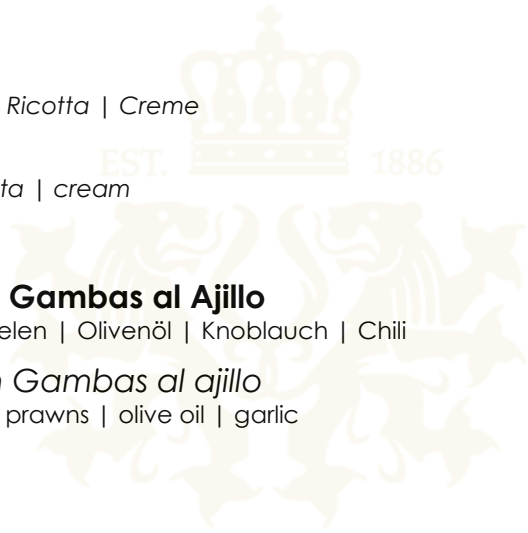 Ricotta | Creme
EST. 1886
ta | cream
Gambas al Ajillo
elen | Olivenöl | Knoblauch | Chili
n Gambas al ajillo
prawns | olive oil | garlic